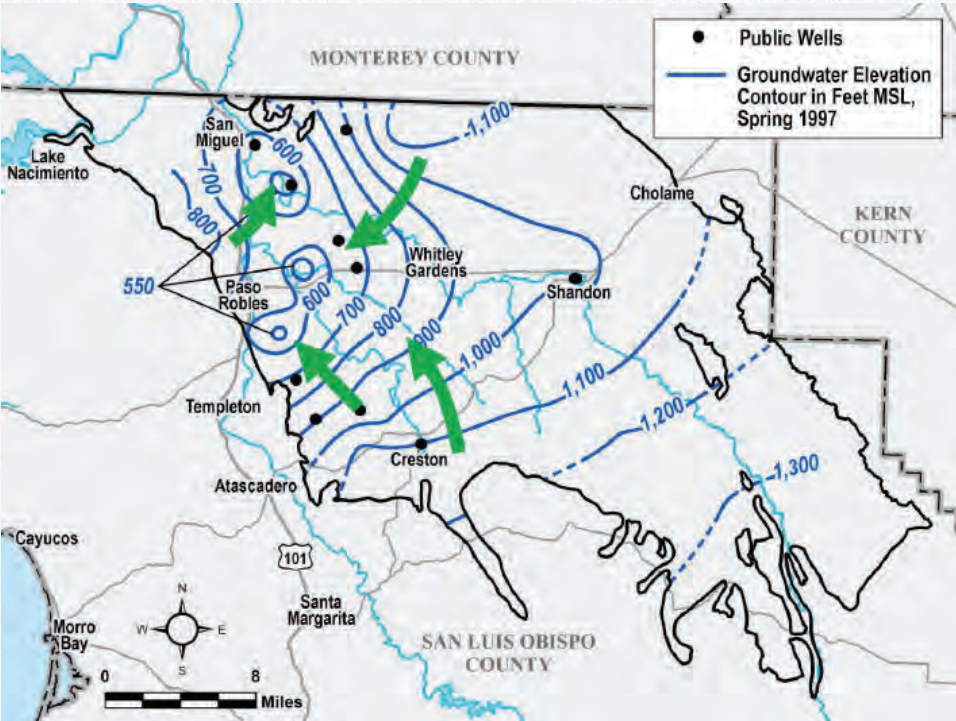 MONTEREY COUNTY
Public Wells
Groundwater Elevation
Contour in Feet MSL,
Spring 1997
San
Miguel
Lake
Nacimiento
600
700
800
1,100
Cholame
KERN
COUNTY
Whitley
Gardens
Shandon
550
Paso
Robles
600
700
800
900
1,000
1,100
1,200
1,300
Templeton
Creston
Atascadero
Cayucos
101
Santa
Margarita
Morro
Bay
N
W
E
S
SAN LUIS OBISPO
COUNTY
0
8
Miles